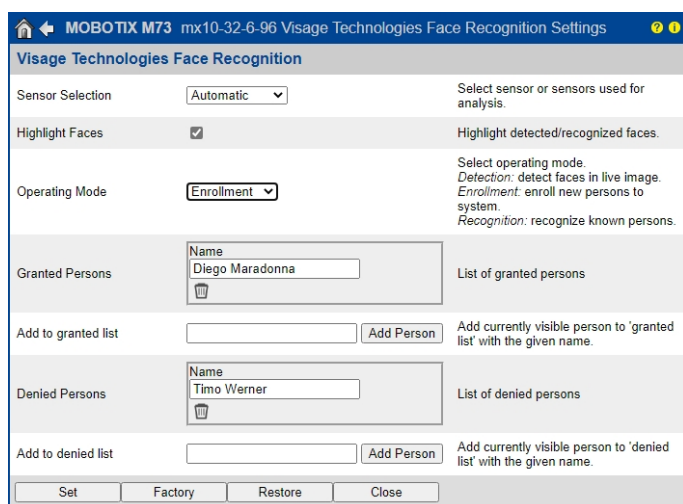 MOBOTIX M73 mx10-32-6-96 Visage Technologies Face Recognition Settings ? i
Visage Technologies Face Recognition
Sensor Selection
Automatic
Select sensor or sensors used for
analysis.
Highlight Faces
Highlight detected/recognized faces.
Operating Mode
Enrollment
Select operating mode.
Detection: detect faces in live image.
Enrollment: enroll new persons to
system.
Recognition: recognize known persons.
Granted Persons
Name
Diego Maradonna
List of granted persons
Add to granted list
Add Person
Add currently visible person to 'granted
list' with the given name.
Denied Persons
Name
Timo Werner
List of denied persons
Add to denied list
Add Person
Add currently visible person to 'denied
list' with the given name.
Set Factory Restore Close